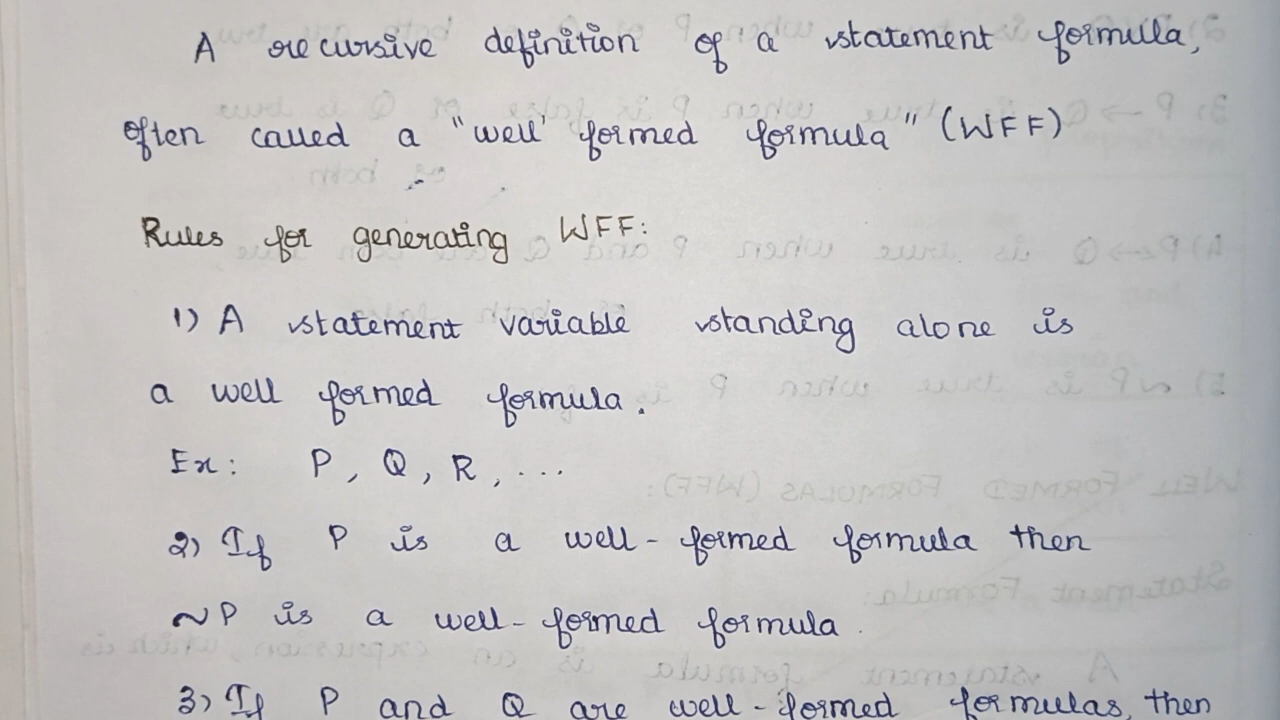 A recursive definition of a statement formula,
often called a "well formed formula" (WFF)
Rules for generating WFF:
1) A statement variable standing alone is
a well formed formula.
Ex: P, Q, R, ...
2) If P is a well-formed formula then
~P is a well-formed formula.
3) If P and Q are well-formed formulas, then